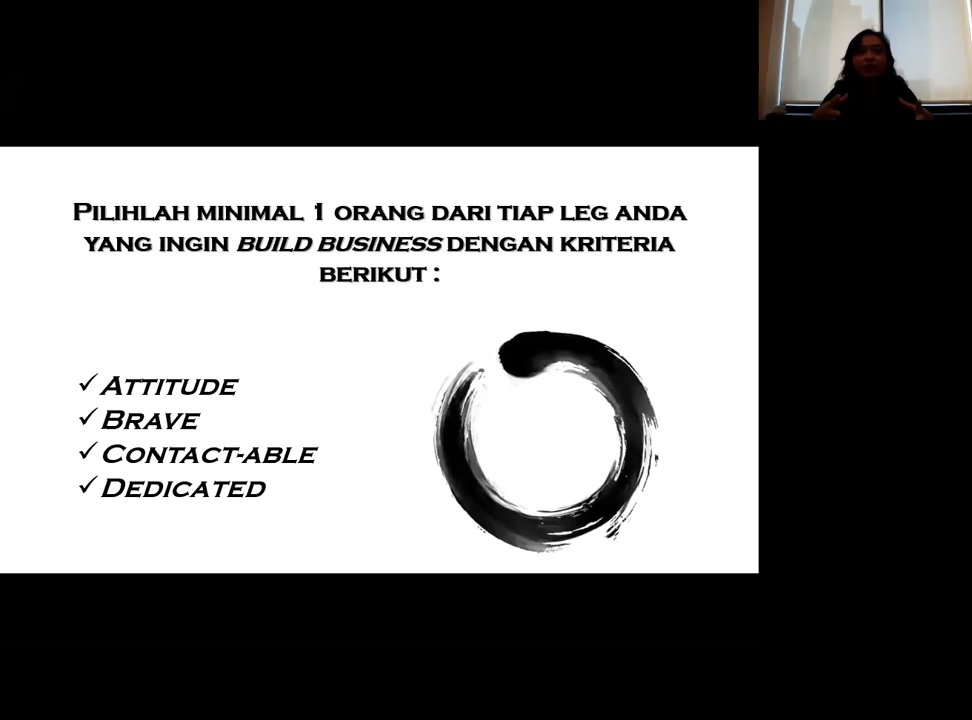 PILIHLAH MINIMAL 1 ORANG DARI TIAP LEG ANDA
YANG INGIN BUILD BUSINESS DENGAN KRITERIA
BERIKUT :
✓ ATTITUDE
✓ BRAVE
✓ CONTACT-ABLE
✓ DEDICATED